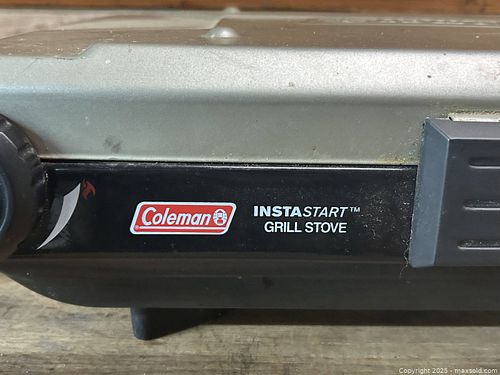 Coleman
INSTASTART™
GRILL STOVE
Copyright 2025 - maxsold.com